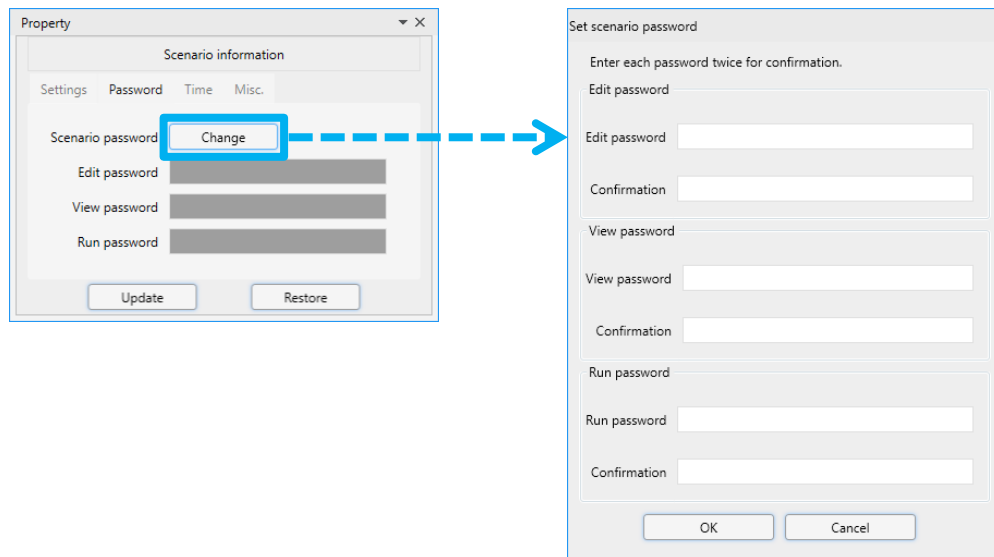 Property
Scenario information
Settings Password Time Misc.
Scenario password Change
Edit password
View password
Run password
Update Restore
Set scenario password
Enter each password twice for confirmation.
Edit password
Edit password
Confirmation
View password
View password
Confirmation
Run password
Run password
Confirmation
OK Cancel